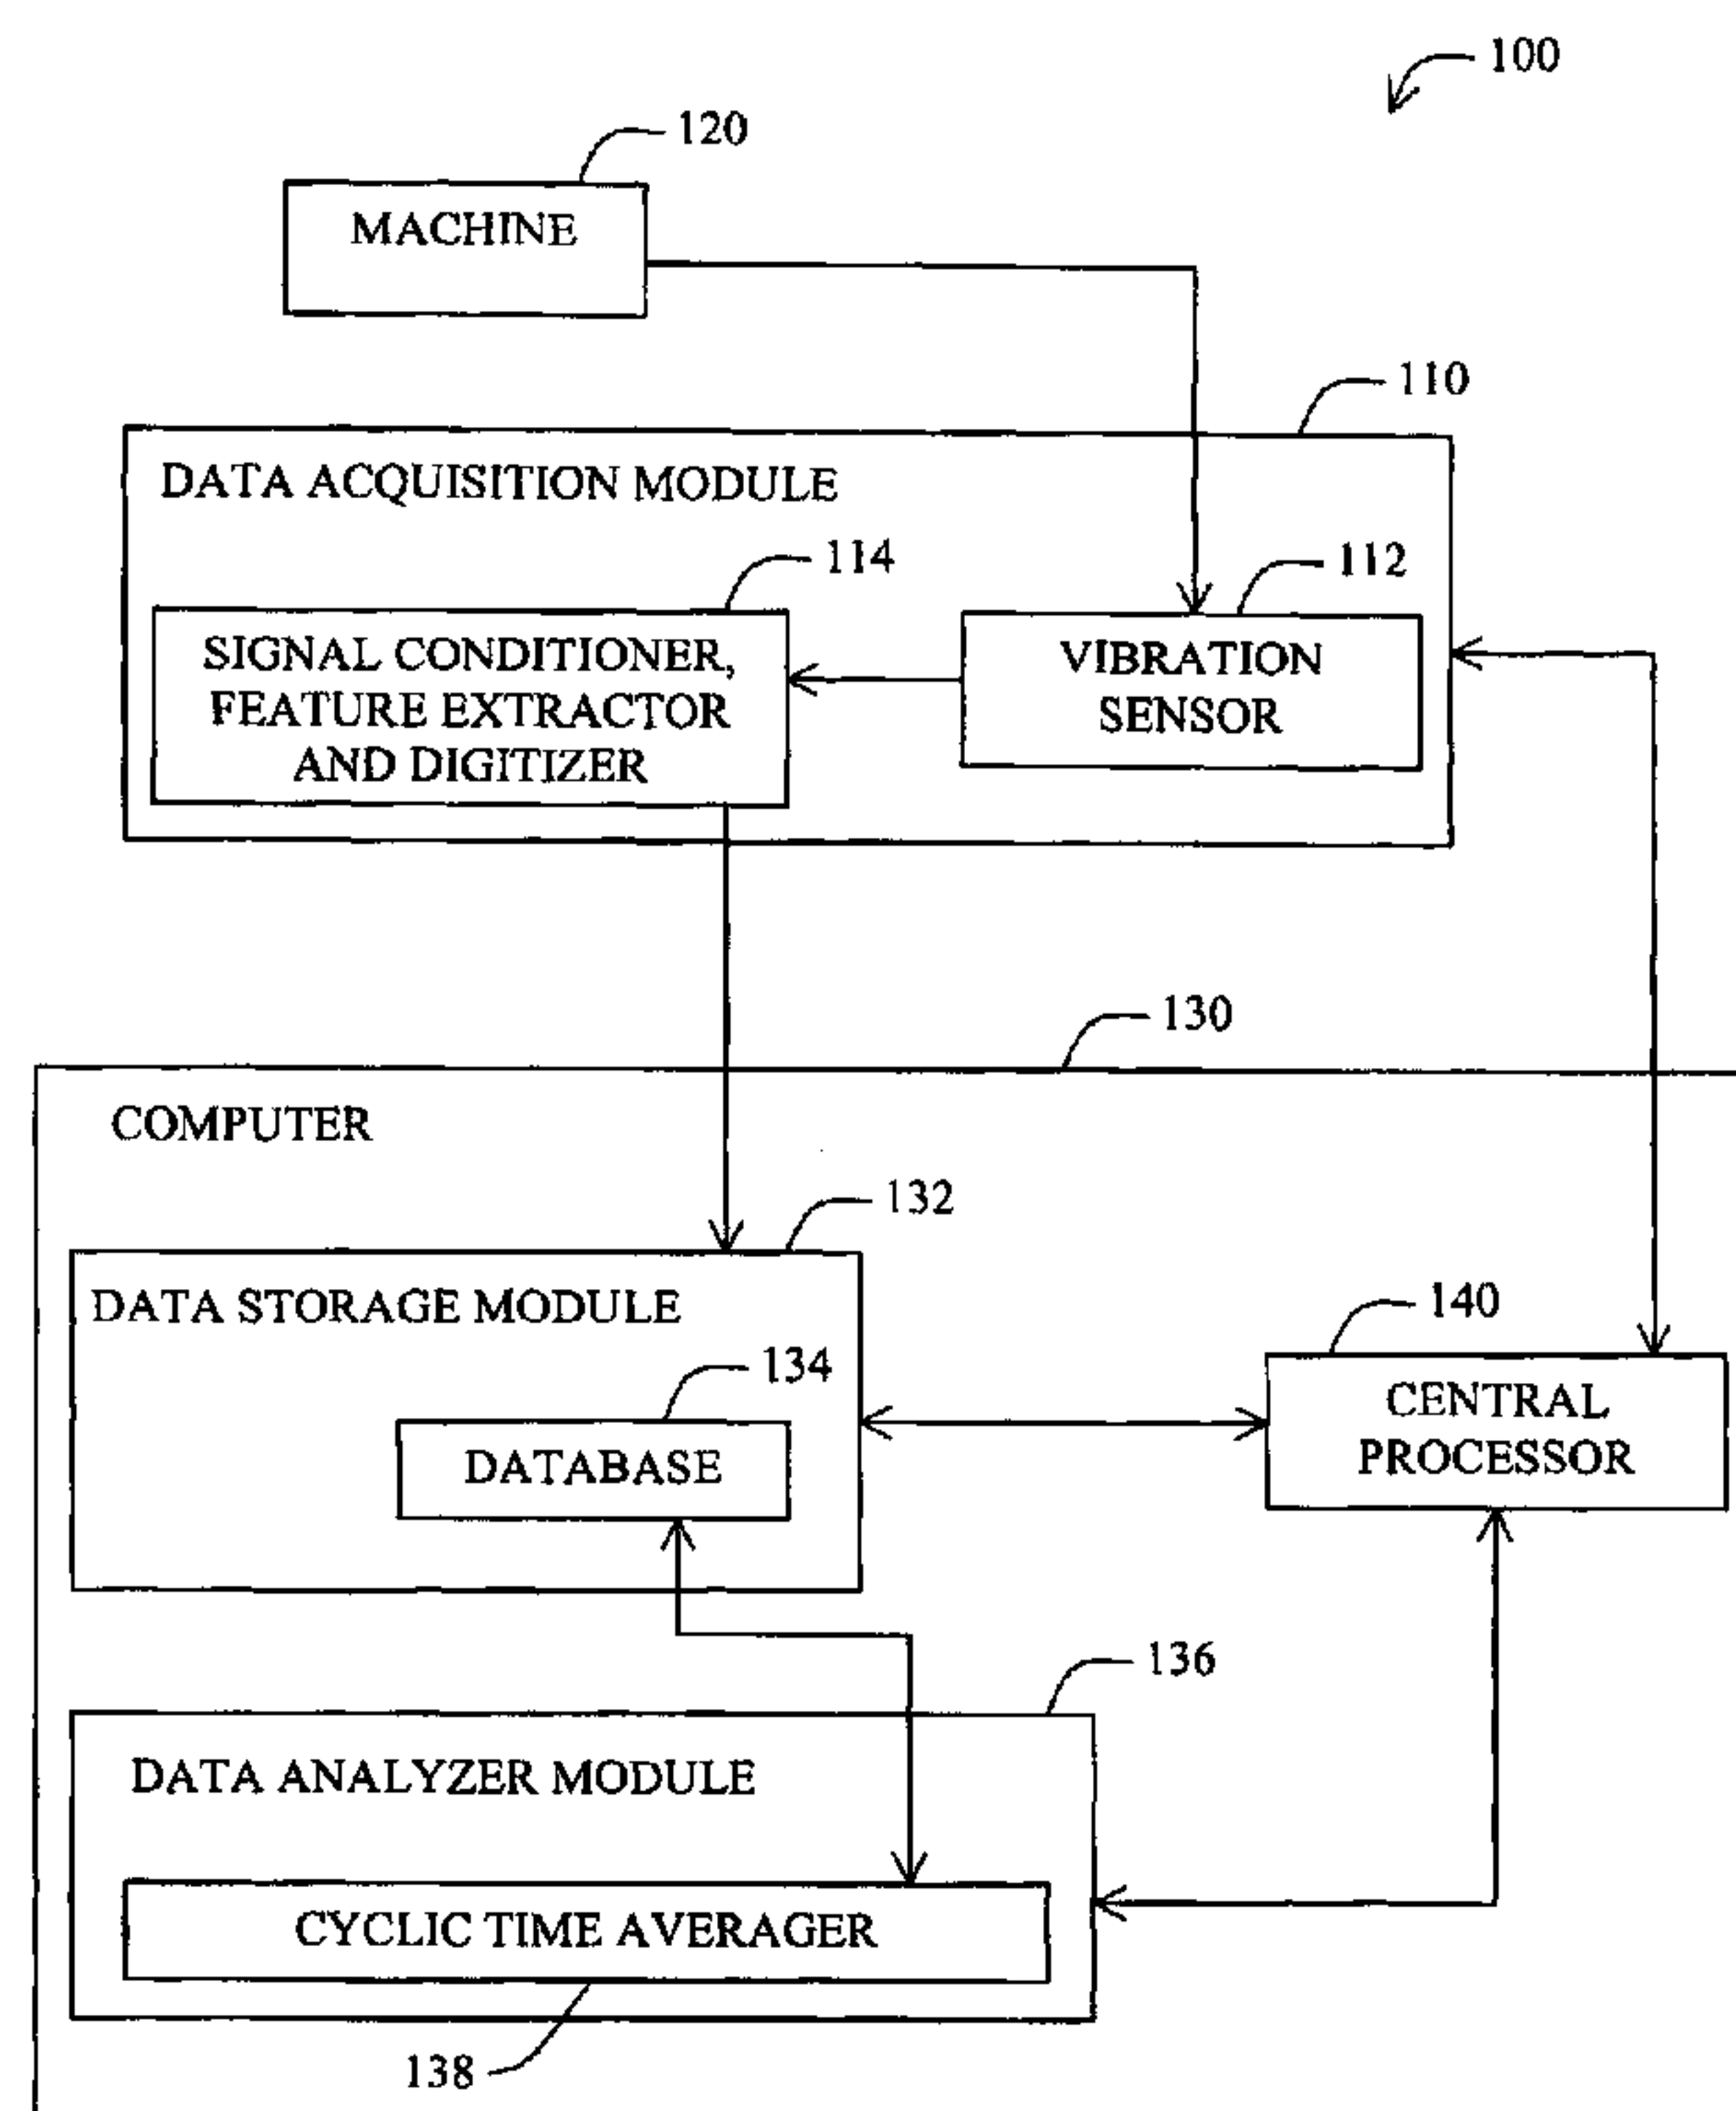 100
120
MACHINE
110
DATA ACQUISITION MODULE
114
112
SIGNAL CONDITIONER,
FEATURE EXTRACTOR
AND DIGITIZER
VIBRATION
SENSOR
130
COMPUTER
132
DATA STORAGE MODULE
134
DATABASE
140
CENTRAL
PROCESSOR
136
DATA ANALYZER MODULE
CYCLIC TIME AVERAGER
138